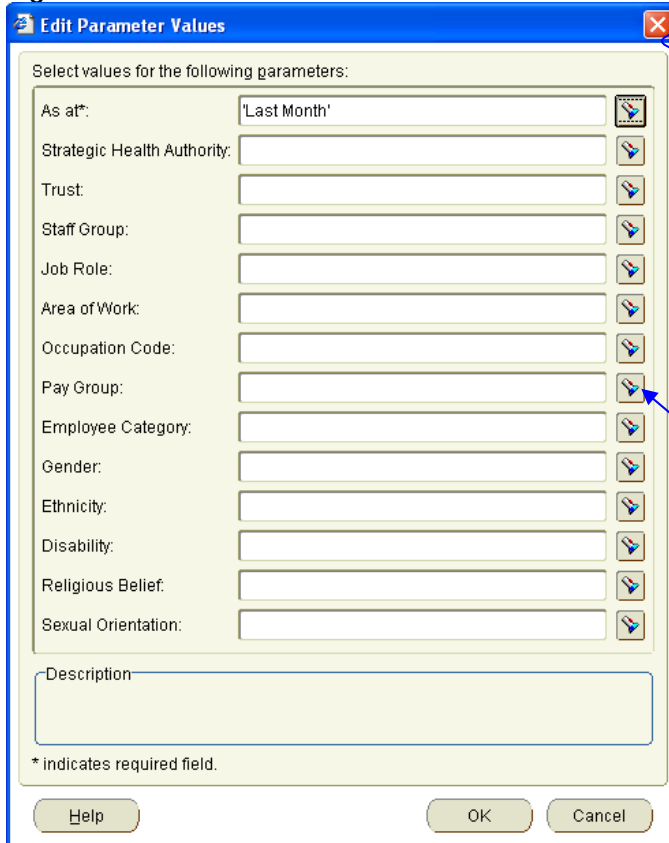 Edit Parameter Values
Select values for the following parameters:
As at*: 'Last Month'
Strategic Health Authority:
Trust:
Staff Group:
Job Role:
Area of Work:
Occupation Code:
Pay Group:
Employee Category:
Gender:
Ethnicity:
Disability:
Religious Belief:
Sexual Orientation:
Description
* indicates required field.
Help OK Cancel